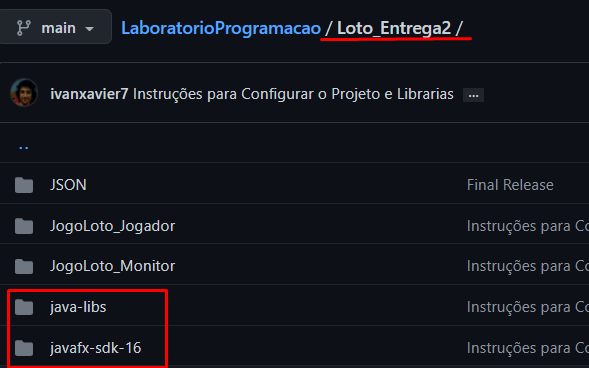 main LaboratorioProgramacao / Loto_Entrega2 /
ivanxavier7 Instruções para Configurar o Projeto e Librarias ...
..
JSON Final Release
JogoLoto_Jogador Instruções para Co
JogoLoto_Monitor Instruções para Co
java-libs Instruções para Co
javafx-sdk-16 Instruções para Co